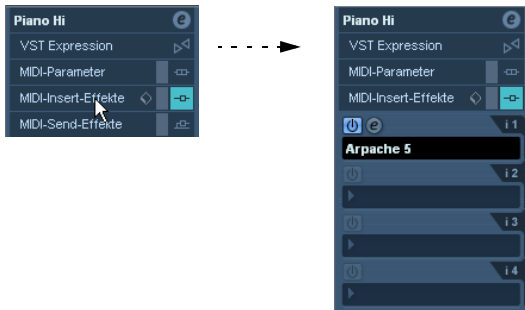 Piano Hi
VST Expression
MIDI-Parameter
MIDI-Insert-Effekte
MIDI-Send-Effekte
Piano Hi
VST Expression
MIDI-Parameter
MIDI-Insert-Effekte
i 1
Arpache 5
i 2
i 3
i 4